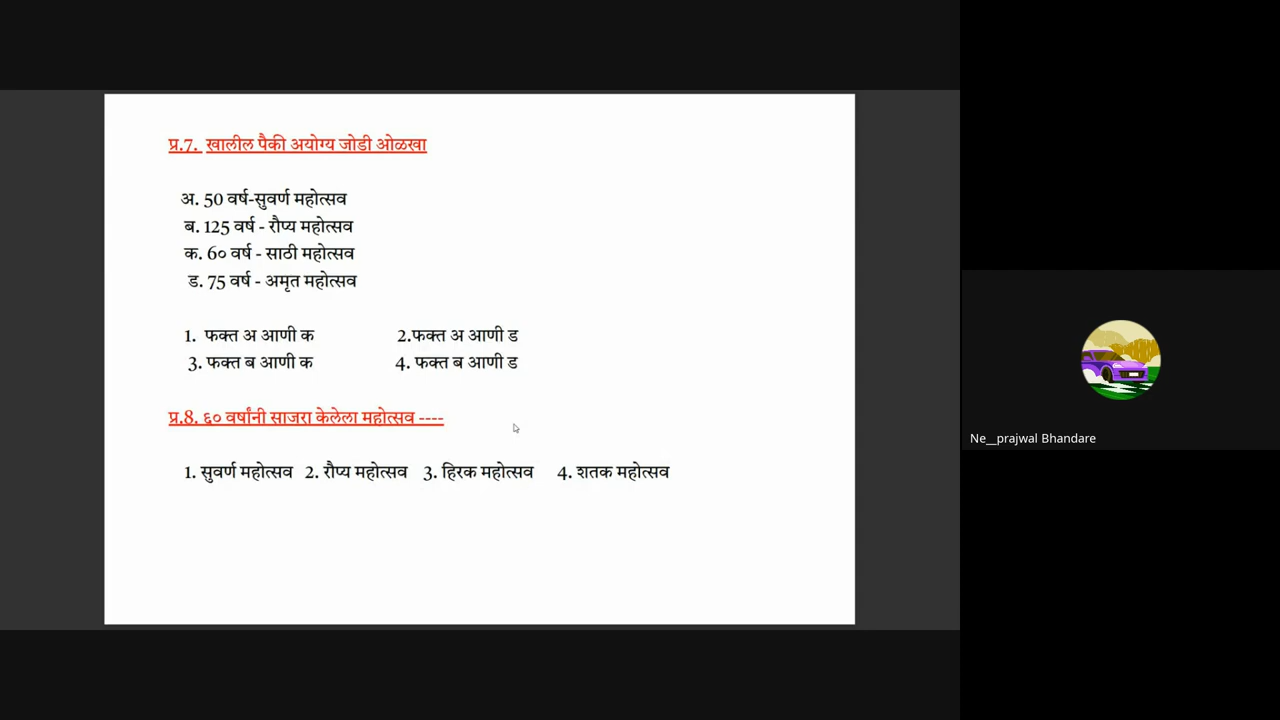 प्र.7. खालील पैकी अयोग्य जोडी ओळखा
अ. 50 वर्ष-सुवर्ण महोत्सव
ब. 125 वर्ष - रौप्य महोत्सव
क. 6० वर्ष - साठी महोत्सव
ड. 75 वर्ष - अमृत महोत्सव
1. फक्त अ आणी क 2.फक्त अ आणी ड
3. फक्त ब आणी क 4. फक्त ब आणी ड
प्र.8. ६० वर्षांनी साजरा केलेला महोत्सव ----
1. सुवर्ण महोत्सव 2. रौप्य महोत्सव 3. हिरक महोत्सव 4. शतक महोत्सव
Ne__prajwal Bhandare